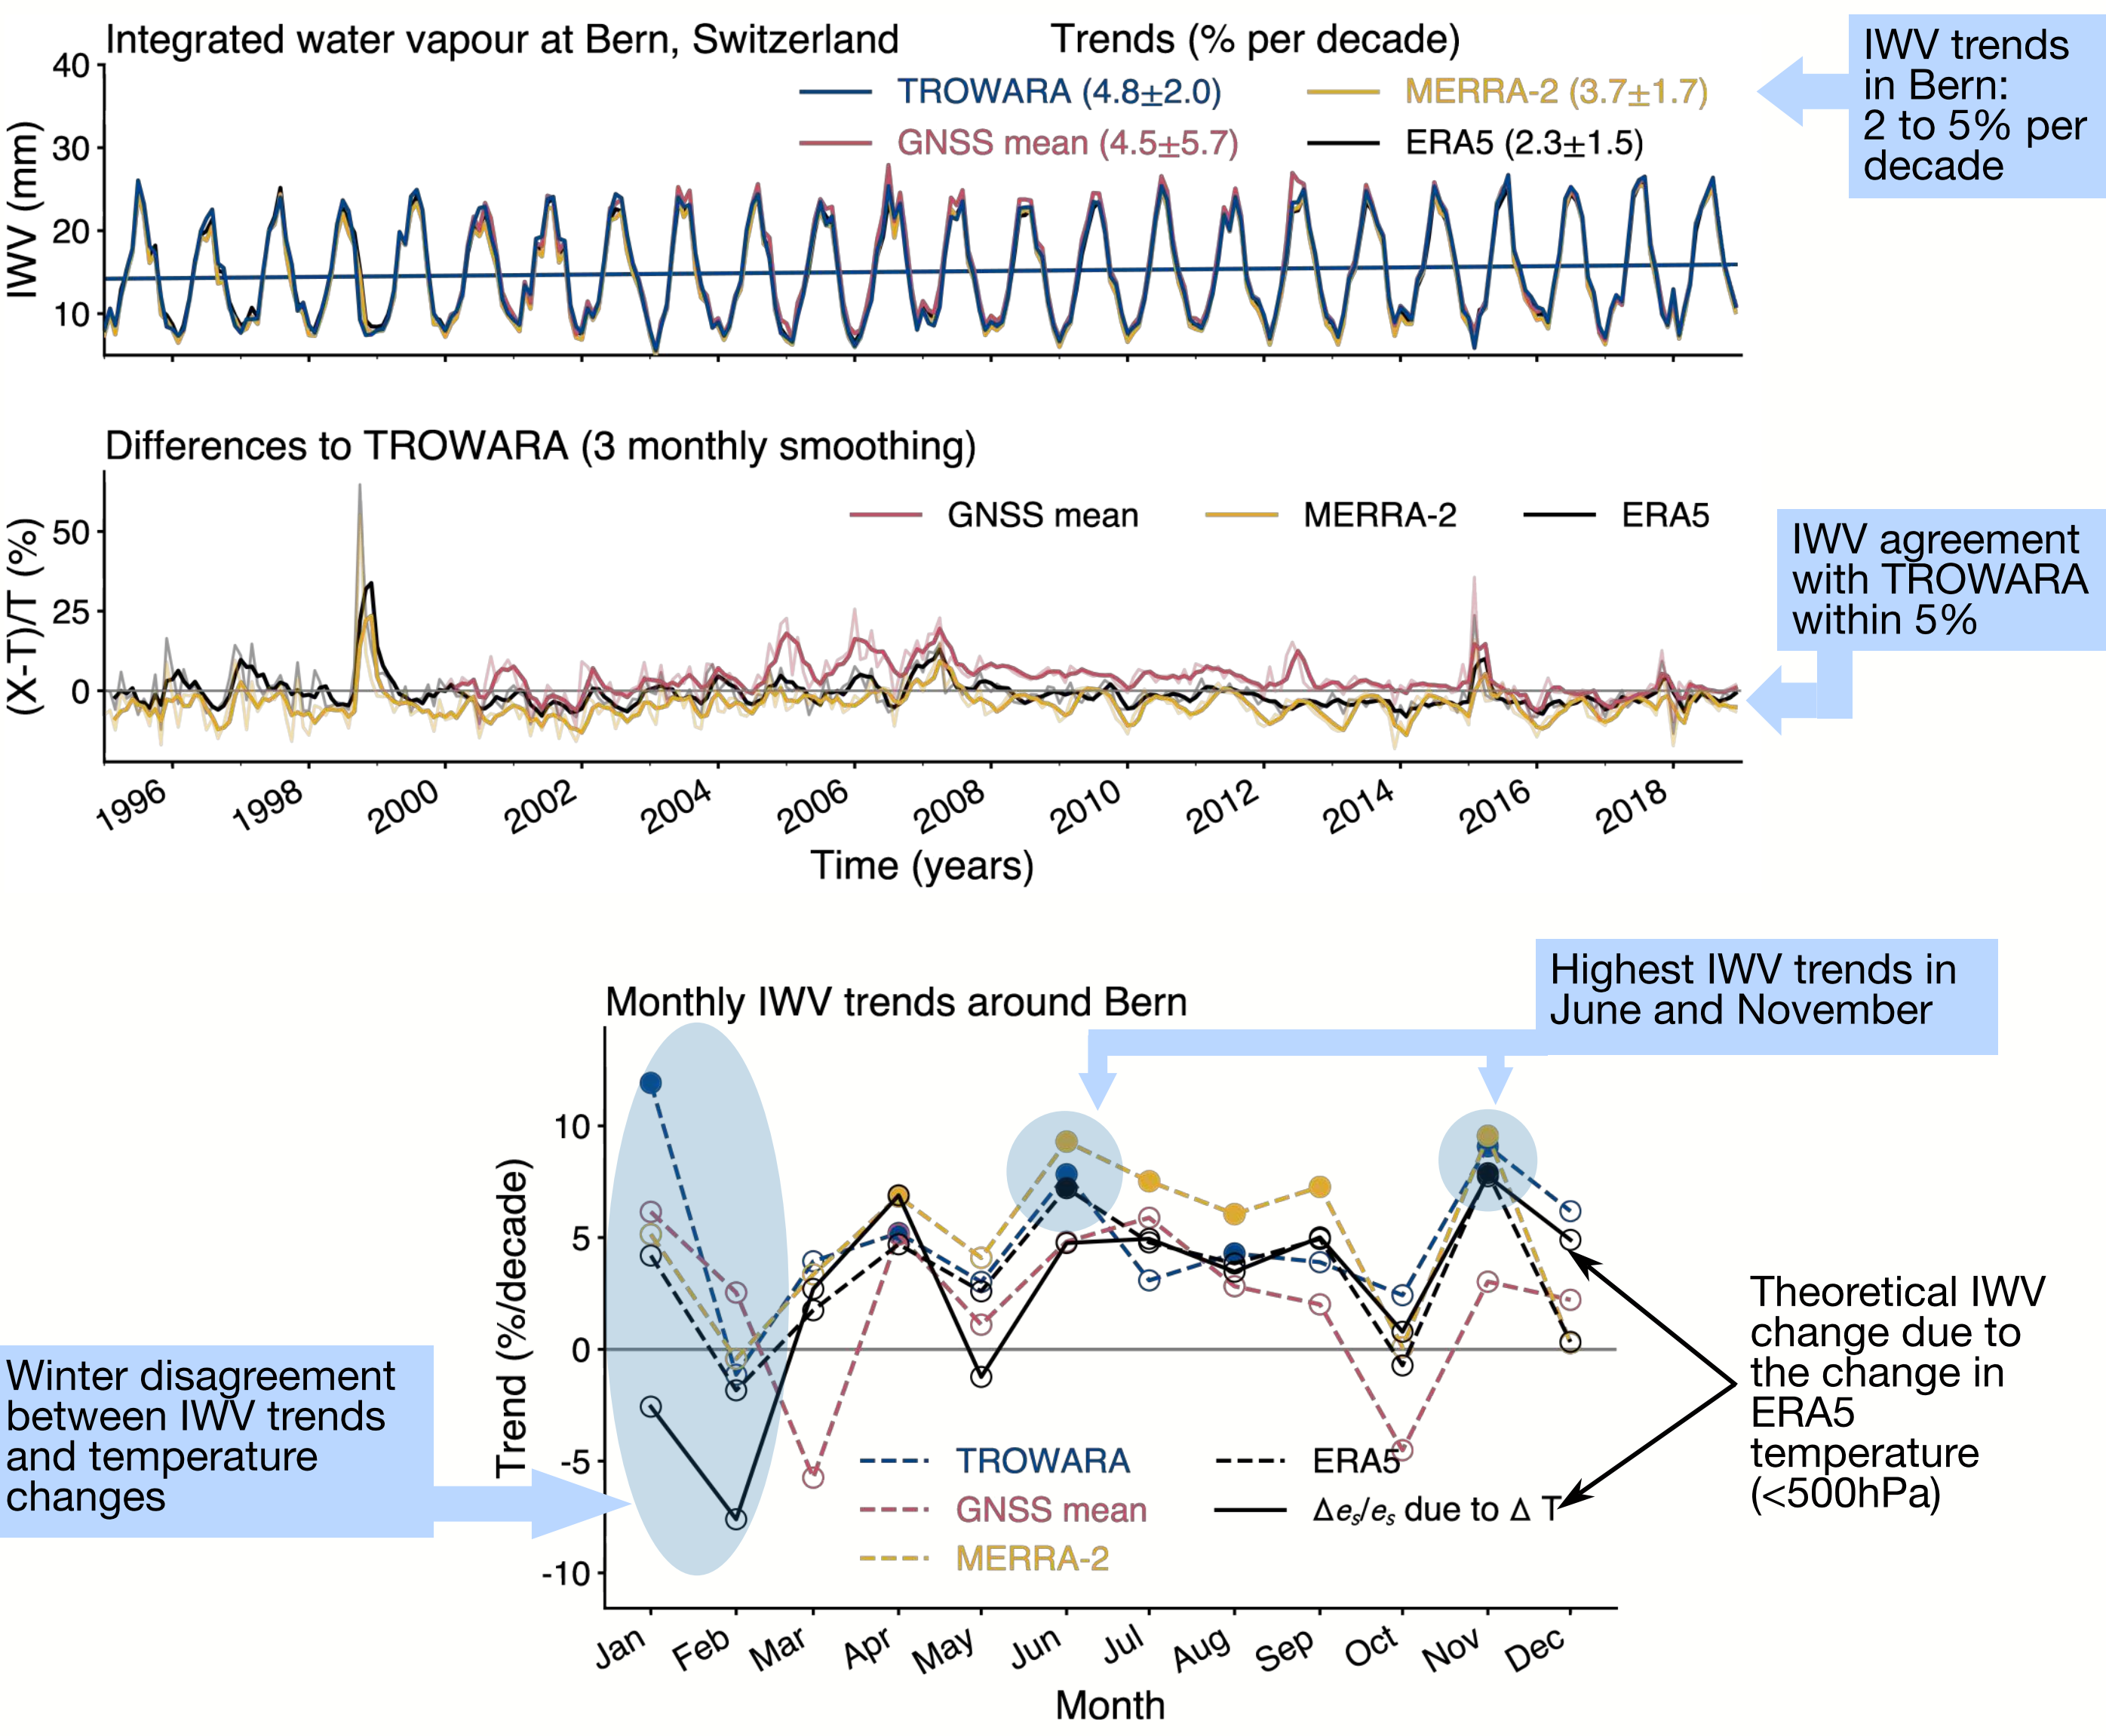 Integrated water vapour at Bern, Switzerland
Trends (% per decade)
TROWARA (4.8±2.0)
MERRA-2 (3.7±1.7)
GNSS mean (4.5±5.7)
ERA5 (2.3±1.5)
IWV trends
in Bern:
2 to 5% per
decade
IWV (mm)
40
30
20
10
Differences to TROWARA (3 monthly smoothing)
GNSS mean
MERRA-2
ERA5
IWV agreement
with TROWARA
within 5%
(X-T)/T (%)
50
25
0
1996
1998
2000
2002
2004
2006
2008
2010
2012
2014
2016
2018
Time (years)
Highest IWV trends in
June and November
Monthly IWV trends around Bern
Trend (%/decade)
10
5
0
-5
-10
Winter disagreement
between IWV trends
and temperature
changes
TROWARA
GNSS mean
MERRA-2
ERA5
Δes/es due to Δ T
Theoretical IWV
change due to
the change in
ERA5
temperature
(<500hPa)
Jan
Feb
Mar
Apr
May
Jun
Jul
Aug
Sep
Oct
Nov
Dec
Month